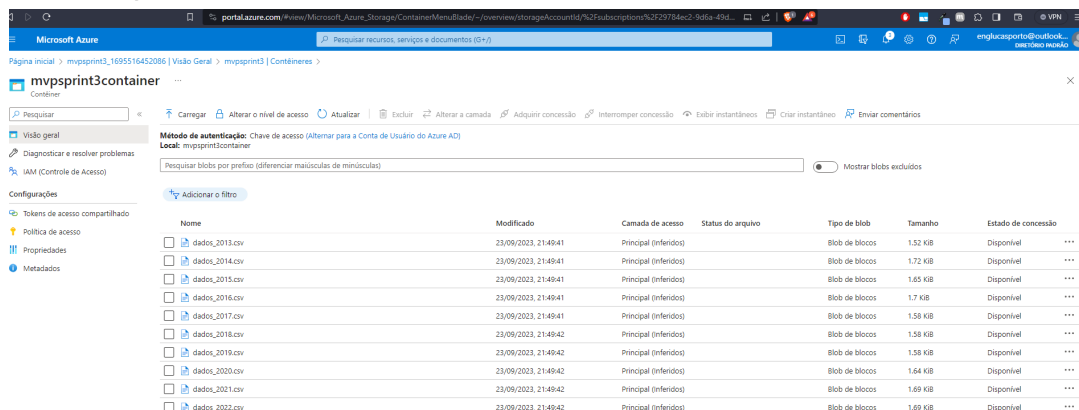 portal.azure.com/#view/Microsoft_Azure_Storage/ContainerMenuBlade/~/overview/storageAccountId/%2Fsubscriptions%2F29784ec2-9d6a-49d...
VPN
Microsoft Azure
Pesquisar recursos, serviços e documentos (G+/)
englucasporto@outlook...
DIRETÓRIO PADRÃO
Página inicial > mvpsprint3_1695516452086 | Visão Geral > mvpsprint3 | Contêineres >
mvpsprint3container ...
Contêiner
Pesquisar
Carregar Alterar o nível de acesso Atualizar Excluir Alterar a camada Adquirir concessão Interromper concessão Exibir instantâneos Criar instantâneo Enviar comentários
Visão geral
Diagnosticar e resolver problemas
IAM (Controle de Acesso)
Configurações
Tokens de acesso compartilhado
Política de acesso
Propriedades
Metadados
Método de autenticação: Chave de acesso (Alternar para a Conta de Usuário do Azure AD)
Local: mvpsprint3container
Pesquisar blobs por prefixo (diferenciar maiúsculas de minúsculas)
Mostrar blobs excluídos
Adicionar o filtro
Nome Modificado Camada de acesso Status do arquivo Tipo de blob Tamanho Estado de concessão
dados_2013.csv 23/09/2023, 21:49:41 Principal (Inferidos) Blob de blocos 1.52 KiB Disponível ...
dados_2014.csv 23/09/2023, 21:49:41 Principal (Inferidos) Blob de blocos 1.72 KiB Disponível ...
dados_2015.csv 23/09/2023, 21:49:41 Principal (Inferidos) Blob de blocos 1.65 KiB Disponível ...
dados_2016.csv 23/09/2023, 21:49:41 Principal (Inferidos) Blob de blocos 1.7 KiB Disponível ...
dados_2017.csv 23/09/2023, 21:49:41 Principal (Inferidos) Blob de blocos 1.58 KiB Disponível ...
dados_2018.csv 23/09/2023, 21:49:42 Principal (Inferidos) Blob de blocos 1.58 KiB Disponível ...
dados_2019.csv 23/09/2023, 21:49:42 Principal (Inferidos) Blob de blocos 1.58 KiB Disponível ...
dados_2020.csv 23/09/2023, 21:49:42 Principal (Inferidos) Blob de blocos 1.64 KiB Disponível ...
dados_2021.csv 23/09/2023, 21:49:42 Principal (Inferidos) Blob de blocos 1.69 KiB Disponível ...
dados_2022.csv 23/09/2023, 21:49:42 Principal (Inferidos) Blob de blocos 1.69 KiB Disponível ...